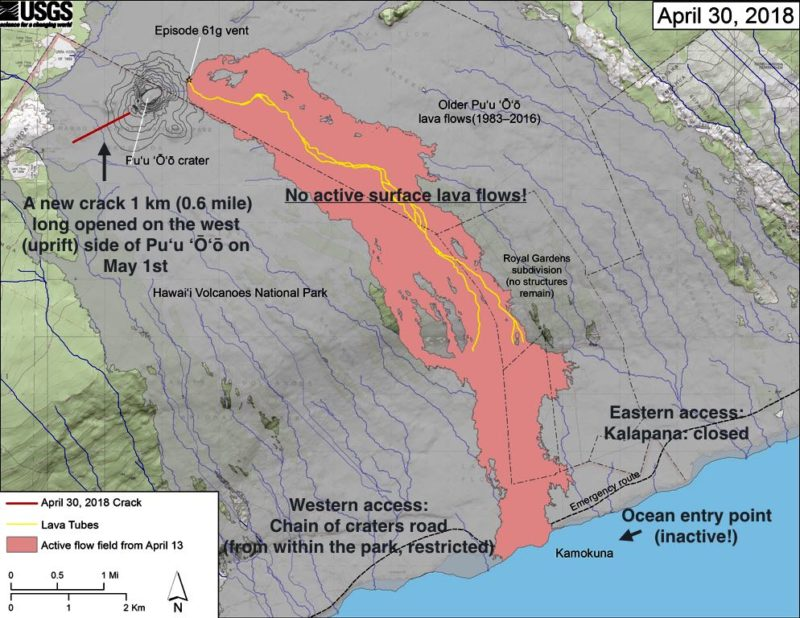 USGS
science for a changing world
April 30, 2018
Episode 61g vent
Older Pu‘u ‘Ō‘ō
lava flows(1983–2016)
Pu‘u ‘Ō‘ō crater
No active surface lava flows!
A new crack 1 km (0.6 mile)
long opened on the west
(uprift) side of Pu‘u ‘Ō‘ō on
May 1st
Royal Gardens
subdivision
(no structures
remain)
Hawai‘i Volcanoes National Park
Eastern access:
Kalapana: closed
Emergency route
Western access:
Chain of craters road
(from within the park, restricted)
Ocean entry point
(inactive!)
Kamokuna
April 30, 2018 Crack
Lava Tubes
Active flow field from April 13
0 0.5 1 Mi
0 1 2 Km
N